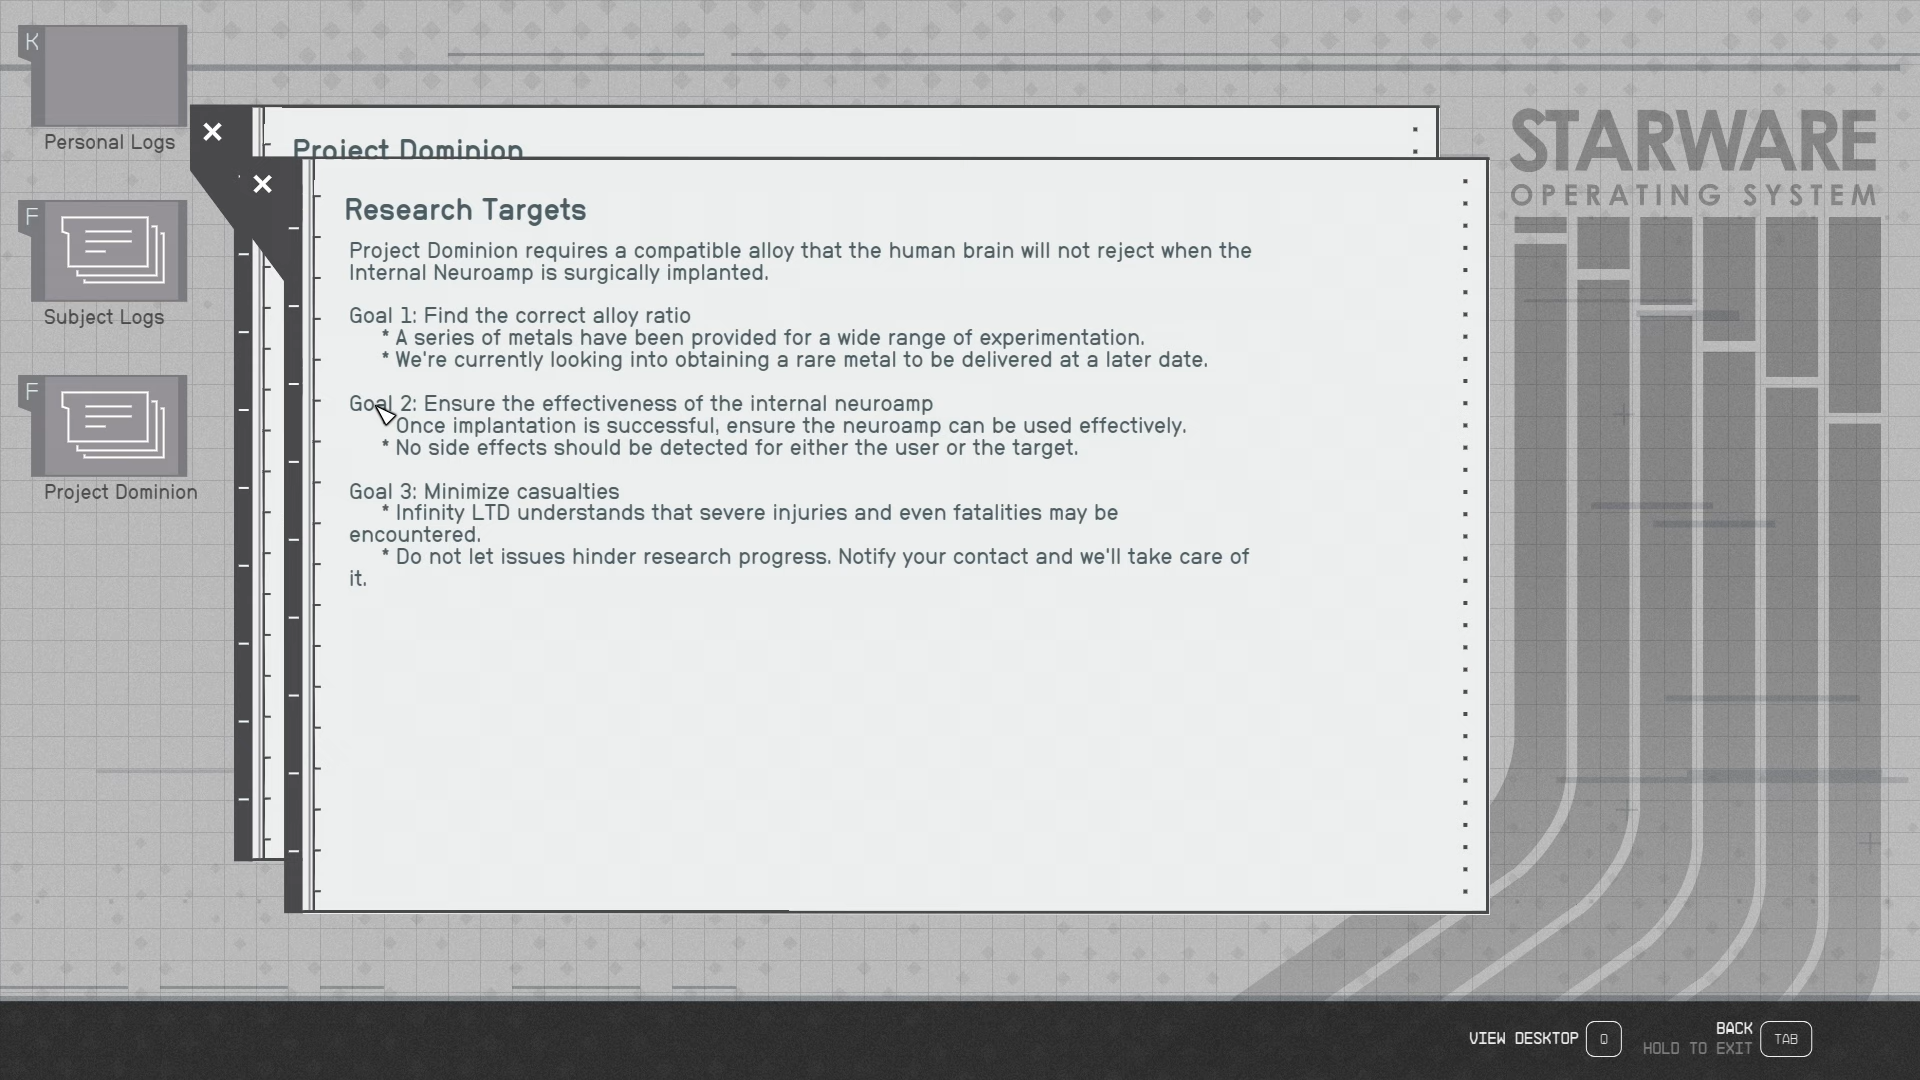 K
Personal Logs
F
Subject Logs
F
Project Dominion
Project Dominion
Research Targets
Project Dominion requires a compatible alloy that the human brain will not reject when the
Internal Neuroamp is surgically implanted.
Goal 1: Find the correct alloy ratio
* A series of metals have been provided for a wide range of experimentation.
* We're currently looking into obtaining a rare metal to be delivered at a later date.
Goal 2: Ensure the effectiveness of the internal neuroamp
Once implantation is successful, ensure the neuroamp can be used effectively.
* No side effects should be detected for either the user or the target.
Goal 3: Minimize casualties
* Infinity LTD understands that severe injuries and even fatalities may be
encountered.
* Do not let issues hinder research progress. Notify your contact and we'll take care of
it.
STARWARE
OPERATING SYSTEM
VIEW DESKTOP Q
BACK TAB
HOLD TO EXIT